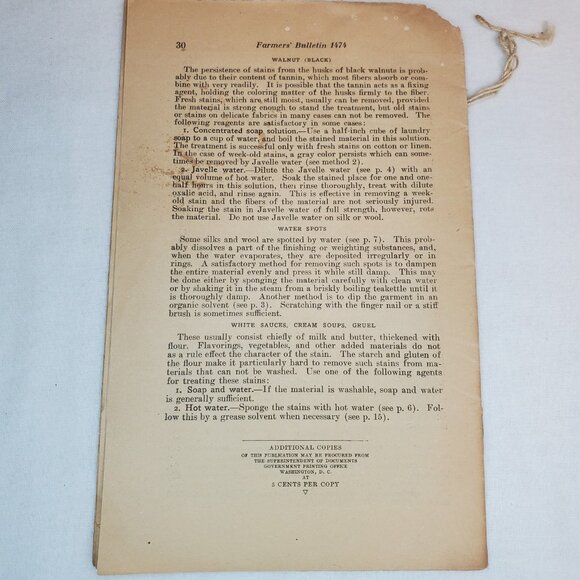 30 Farmers' Bulletin 1474
WALNUT (BLACK)
The persistence of stains from the husks of black walnuts is prob-
ably due to their content of tannin, which most fibers absorb or com-
bine with very readily. It is possible that the tannin acts as a fixing
agent, holding the coloring matter of the husks firmly to the fiber.
Fresh stains, which are still moist, usually can be removed, provided
the material is strong enough to stand the treatment, but old stains
or stains on delicate fabrics in many cases can not be removed. The
following reagents are satisfactory in some cases:
1. Concentrated soap solution.—Use a half-inch cube of laundry
soap to a cup of water, and boil the stained material in this solution.
The treatment is successful only with fresh stains on cotton or linen.
In the case of week-old stains, a gray color persists which can some-
times be removed by Javelle water (see method 2).
2. Javelle water.—Dilute the Javelle water (see p. 4) with an
equal volume of hot water. Soak the stained place for one and one-
half hours in this solution, then rinse thoroughly, treat with dilute
oxalic acid, and rinse again. This is effective in removing a week-
old stain and the fibers of the material are not seriously injured.
Soaking the stain in Javelle water of full strength, however, rots
the material. Do not use Javelle water on silk or wool.
WATER SPOTS
Some silks and wool are spotted by water (see p. 7). This prob-
ably dissolves a part of the finishing or weighting substances, and,
when the water evaporates, they are deposited irregularly or in
rings. A satisfactory method for removing such spots is to dampen
the entire material evenly and press it while still damp. This may
be done either by sponging the material carefully with clean water
or by shaking it in the steam from a briskly boiling teakettle until it
is thoroughly damp. Another method is to dip the garment in an
organic solvent (see p. 3). Scratching with the finger nail or a stiff
brush is sometimes sufficient.
WHITE SAUCES, CREAM SOUPS, GRUEL
These usually consist chiefly of milk and butter, thickened with
flour. Flavorings, vegetables, and other added materials do not
as a rule effect the character of the stain. The starch and gluten of
the flour make it particularly hard to remove such stains from ma-
terials that can not be washed. Use one of the following agents
for treating these stains:
1. Soap and water.—If the material is washable, soap and water
is generally sufficient.
2. Hot water.—Sponge the stains with hot water (see p. 6). Fol-
low this by a grease solvent when necessary (see p. 15).
ADDITIONAL COPIES
OF THIS PUBLICATION MAY BE PROCURED FROM
THE SUPERINTENDENT OF DOCUMENTS
GOVERNMENT PRINTING OFFICE
WASHINGTON, D. C.
AT
5 CENTS PER COPY